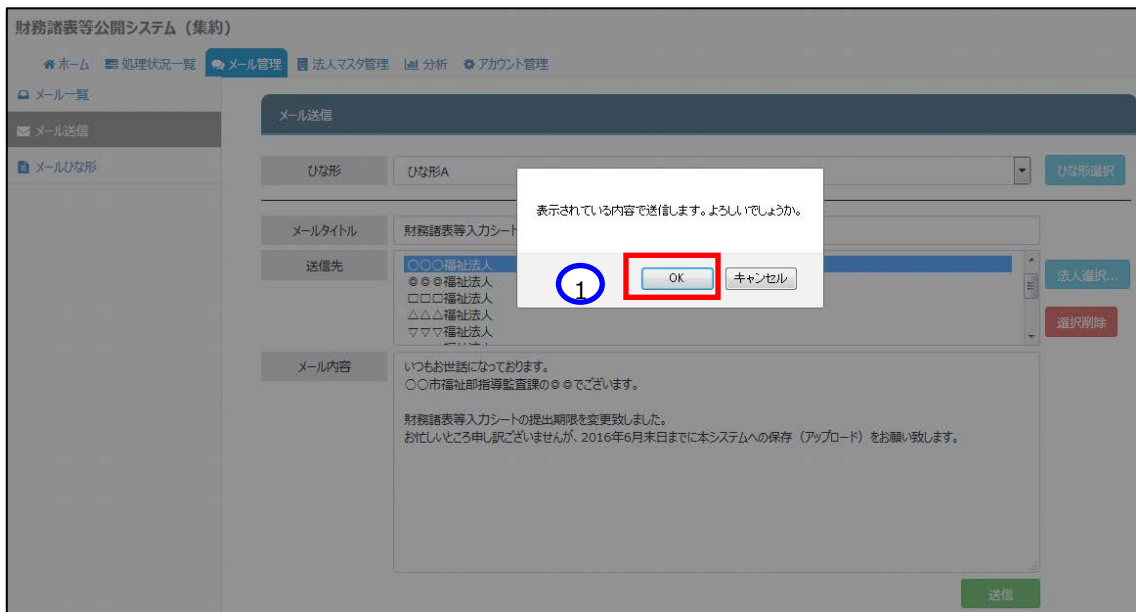 財務諸表等公開システム（集約）
ホーム 処理状況一覧 メール管理 法人マスタ管理 分析 アカウント管理
メール一覧
メール送信
メールひな形
メール送信
ひな形 ひな形A ひな形選択
表示されている内容で送信します。よろしいでしょうか。
OK キャンセル
1
メールタイトル 財務諸表等入力シート
送信先 〇〇〇福祉法人 法人選択...
◎◎◎福祉法人
□□□福祉法人
△△△福祉法人
▽▽▽福祉法人
選択削除
メール内容 いつもお世話になっております。
〇〇市福祉部指導監査課の◎◎でございます。
財務諸表等入力シートの提出期限を変更致しました。
お忙しいところ申し訳ございませんが、2016年6月末日までに本システムへの保存（アップロード）をお願い致します。
送信